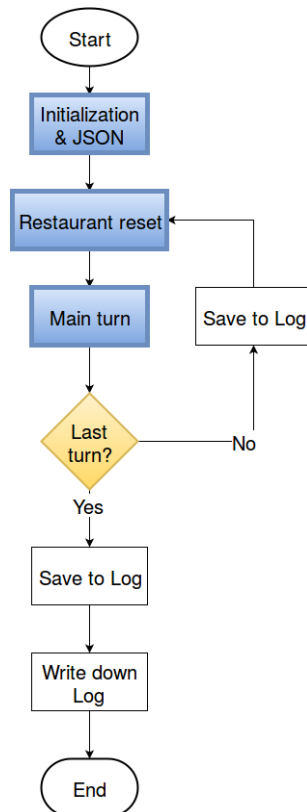 Start
Initialization
& JSON
Restaurant reset
Main turn
Save to Log
Last
turn?
No
Yes
Save to Log
Write down
Log
End